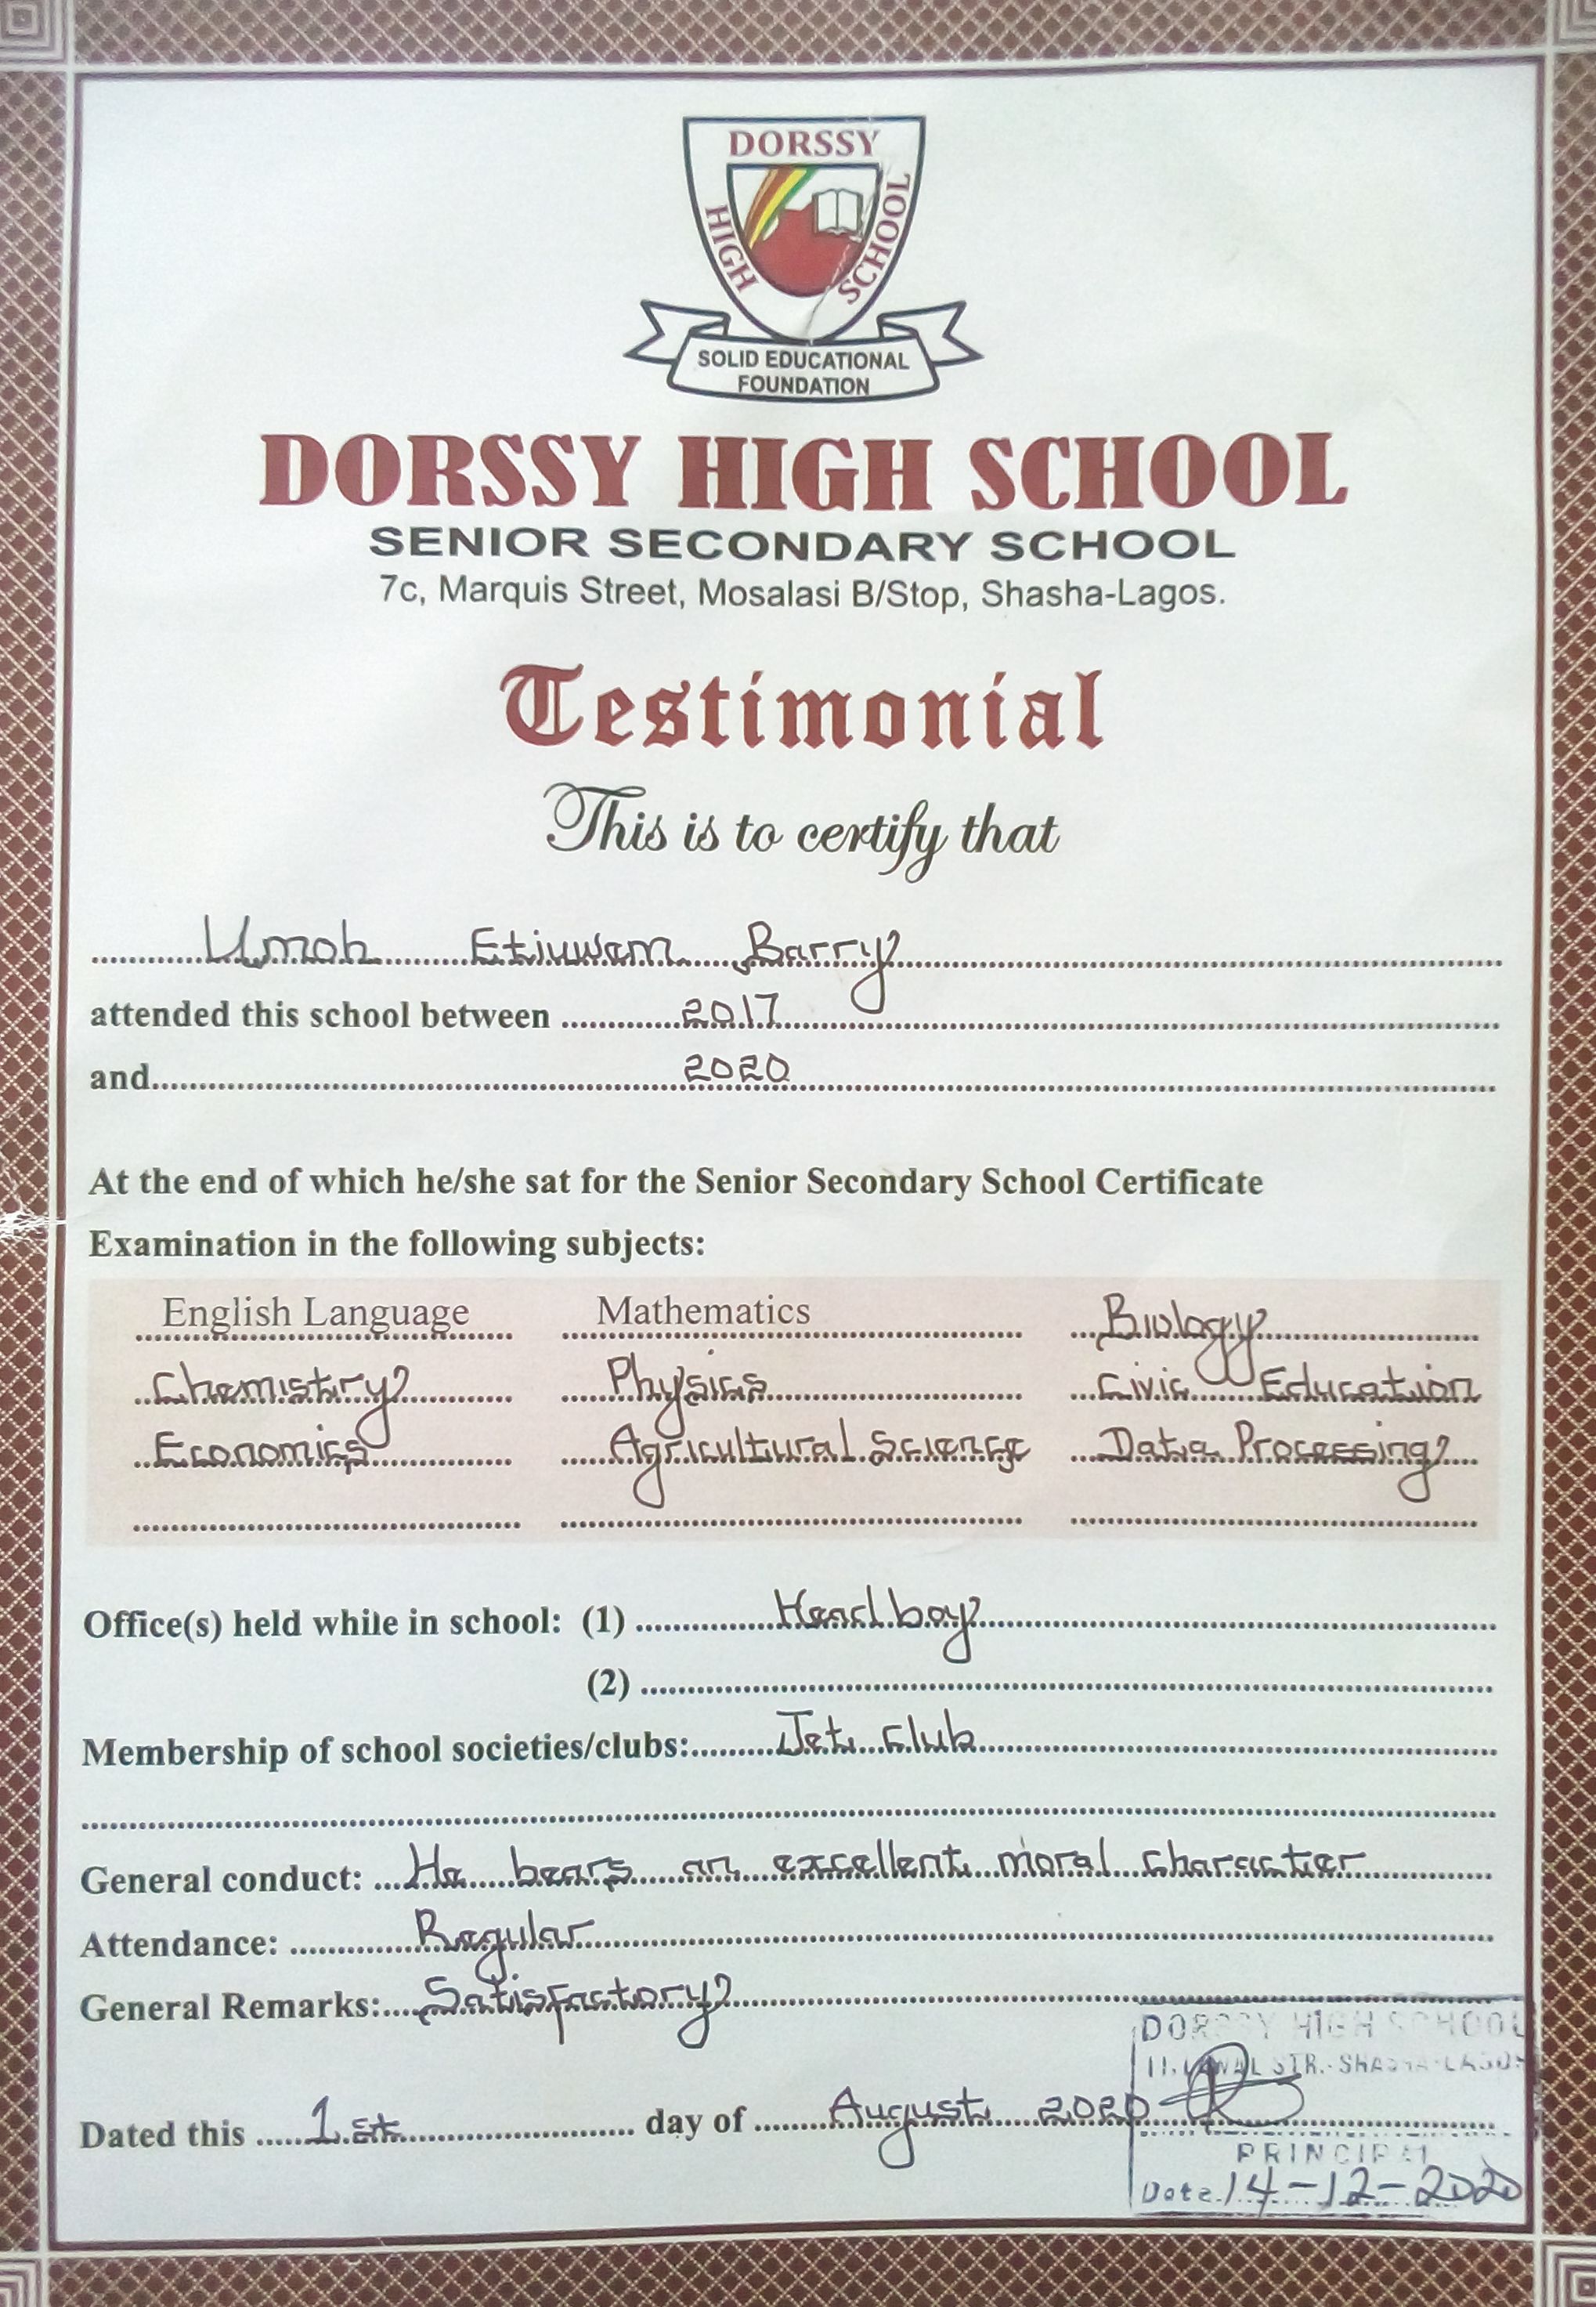 DORSSY
HIGH SCHOOL
SOLID EDUCATIONAL
FOUNDATION
DORSSY HIGH SCHOOL
SENIOR SECONDARY SCHOOL
7c, Marquis Street, Mosalasi B/Stop, Shasha-Lagos.
Testimonial
This is to certify that
Umoh Etiuwem Barry
attended this school between 2017
and 2020
At the end of which he/she sat for the Senior Secondary School Certificate
Examination in the following subjects:
English Language Mathematics Biology
Chemistry Physics Civic Education
Economics Agricultural Science Data Processing
Office(s) held while in school: (1) Head boy
(2)
Membership of school societies/clubs: Jet club
General conduct: He bears an excellent moral character
Attendance: Regular
General Remarks: Satisfactory
DORSSY HIGH SCHOOL
11, LAWAL STR. SHASHA-LAGOS
Dated this 1st day of August 2020
PRINCIPAL
Date 14-12-2020